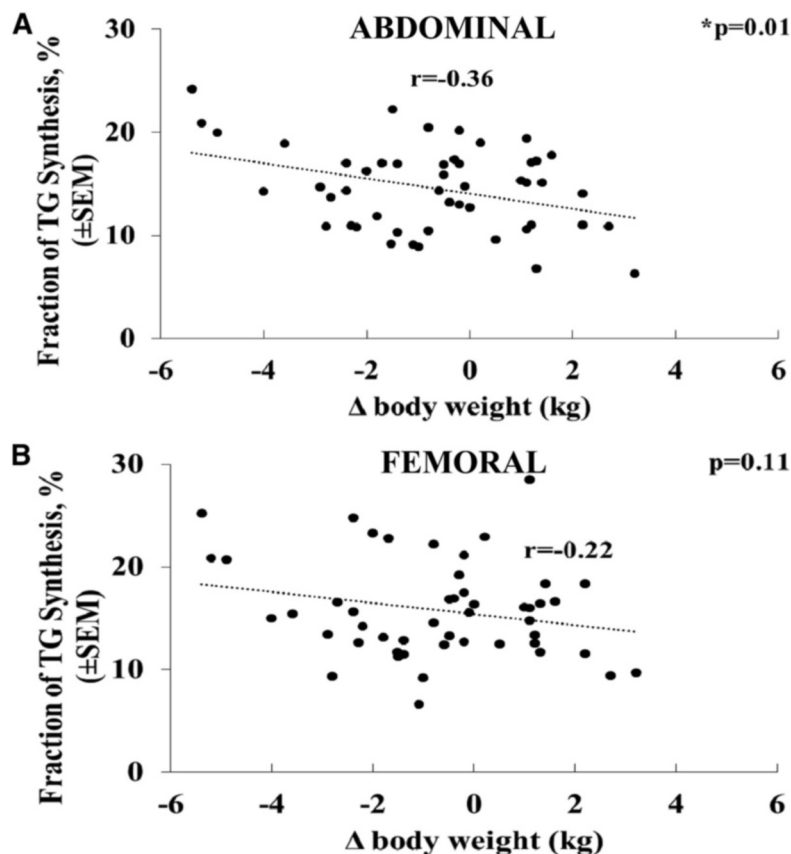 A
ABDOMINAL
*p=0.01
r=-0.36
Fraction of TG Synthesis, %
(±SEM)
30
20
10
0
-6 -4 -2 0 2 4 6
Δ body weight (kg)
B
FEMORAL
p=0.11
r=-0.22
Fraction of TG Synthesis, %
(±SEM)
30
20
10
0
-6 -4 -2 0 2 4 6
Δ body weight (kg)